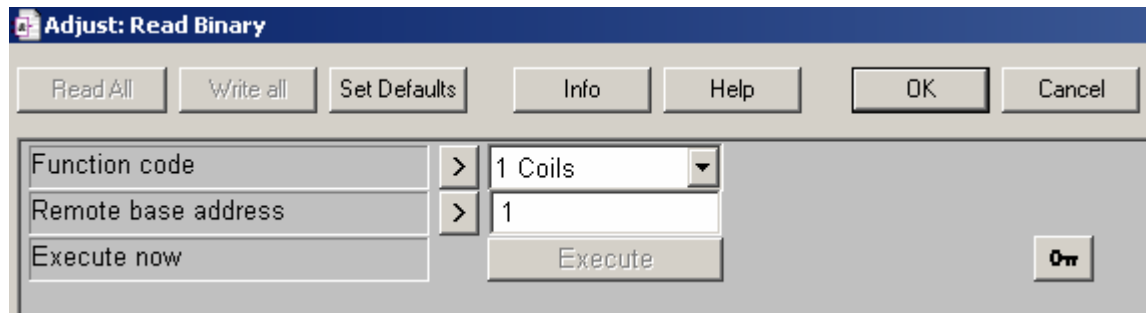 Adjust: Read Binary
Read All Write all Set Defaults Info Help OK Cancel
Function code > 1 Coils
Remote base address > 1
Execute now Execute